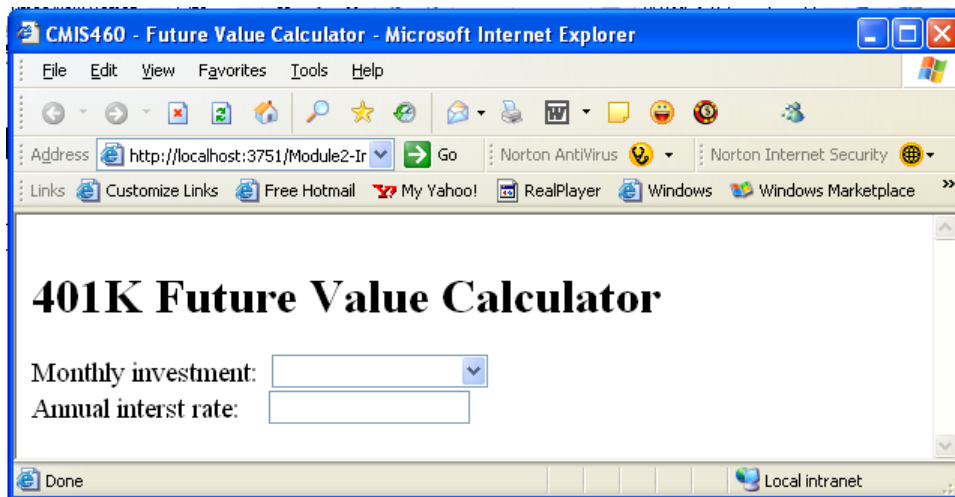 CMIS460 - Future Value Calculator - Microsoft Internet Explorer
File Edit View Favorites Tools Help
Address http://localhost:3751/Module2-Ir Go Norton AntiVirus Norton Internet Security
Links Customize Links Free Hotmail My Yahoo! RealPlayer Windows Windows Marketplace »
401K Future Value Calculator
Monthly investment:
Annual interst rate:
Done Local intranet